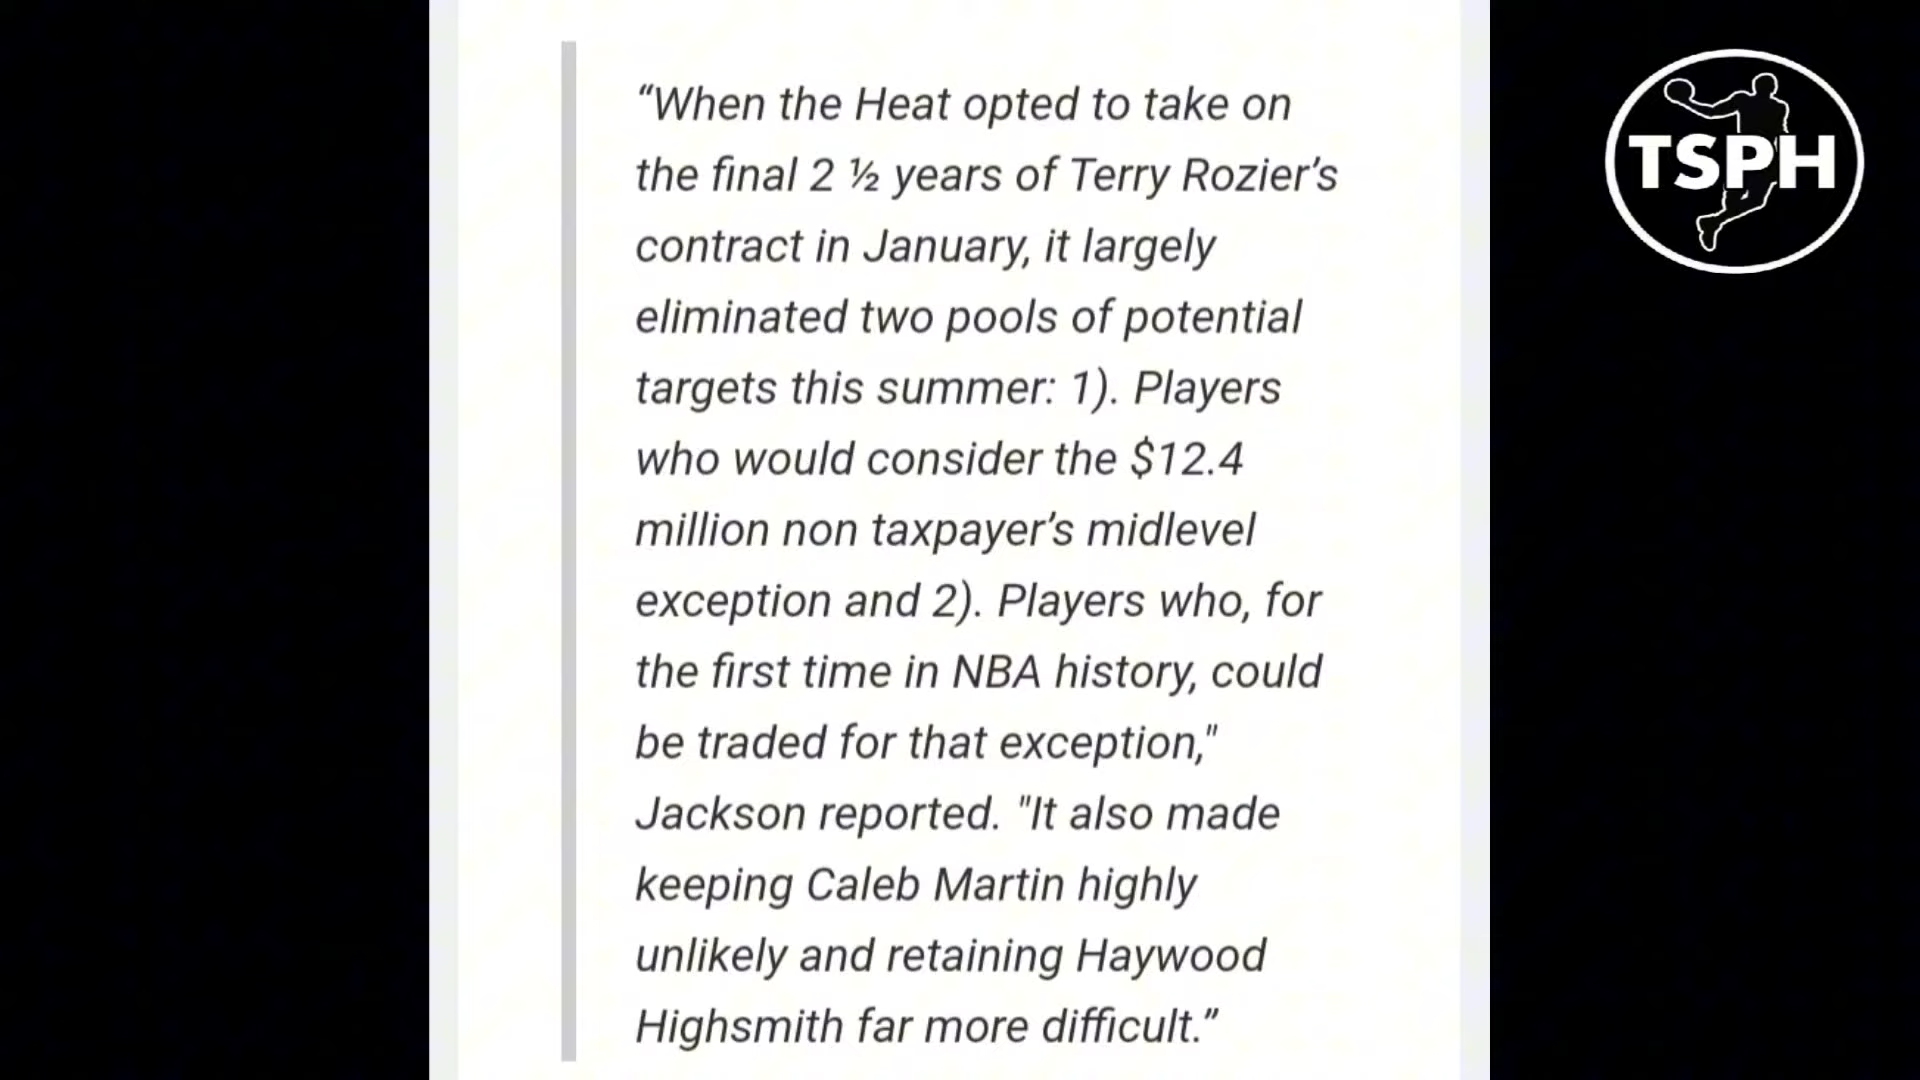 “When the Heat opted to take on
the final 2 ½ years of Terry Rozier’s
contract in January, it largely
eliminated two pools of potential
targets this summer: 1). Players
who would consider the $12.4
million non taxpayer’s midlevel
exception and 2). Players who, for
the first time in NBA history, could
be traded for that exception,"
Jackson reported. "It also made
keeping Caleb Martin highly
unlikely and retaining Haywood
Highsmith far more difficult.”
TSPH